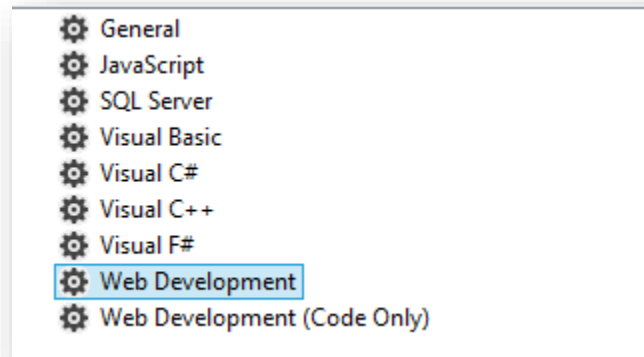 General
JavaScript
SQL Server
Visual Basic
Visual C#
Visual C++
Visual F#
Web Development
Web Development (Code Only)